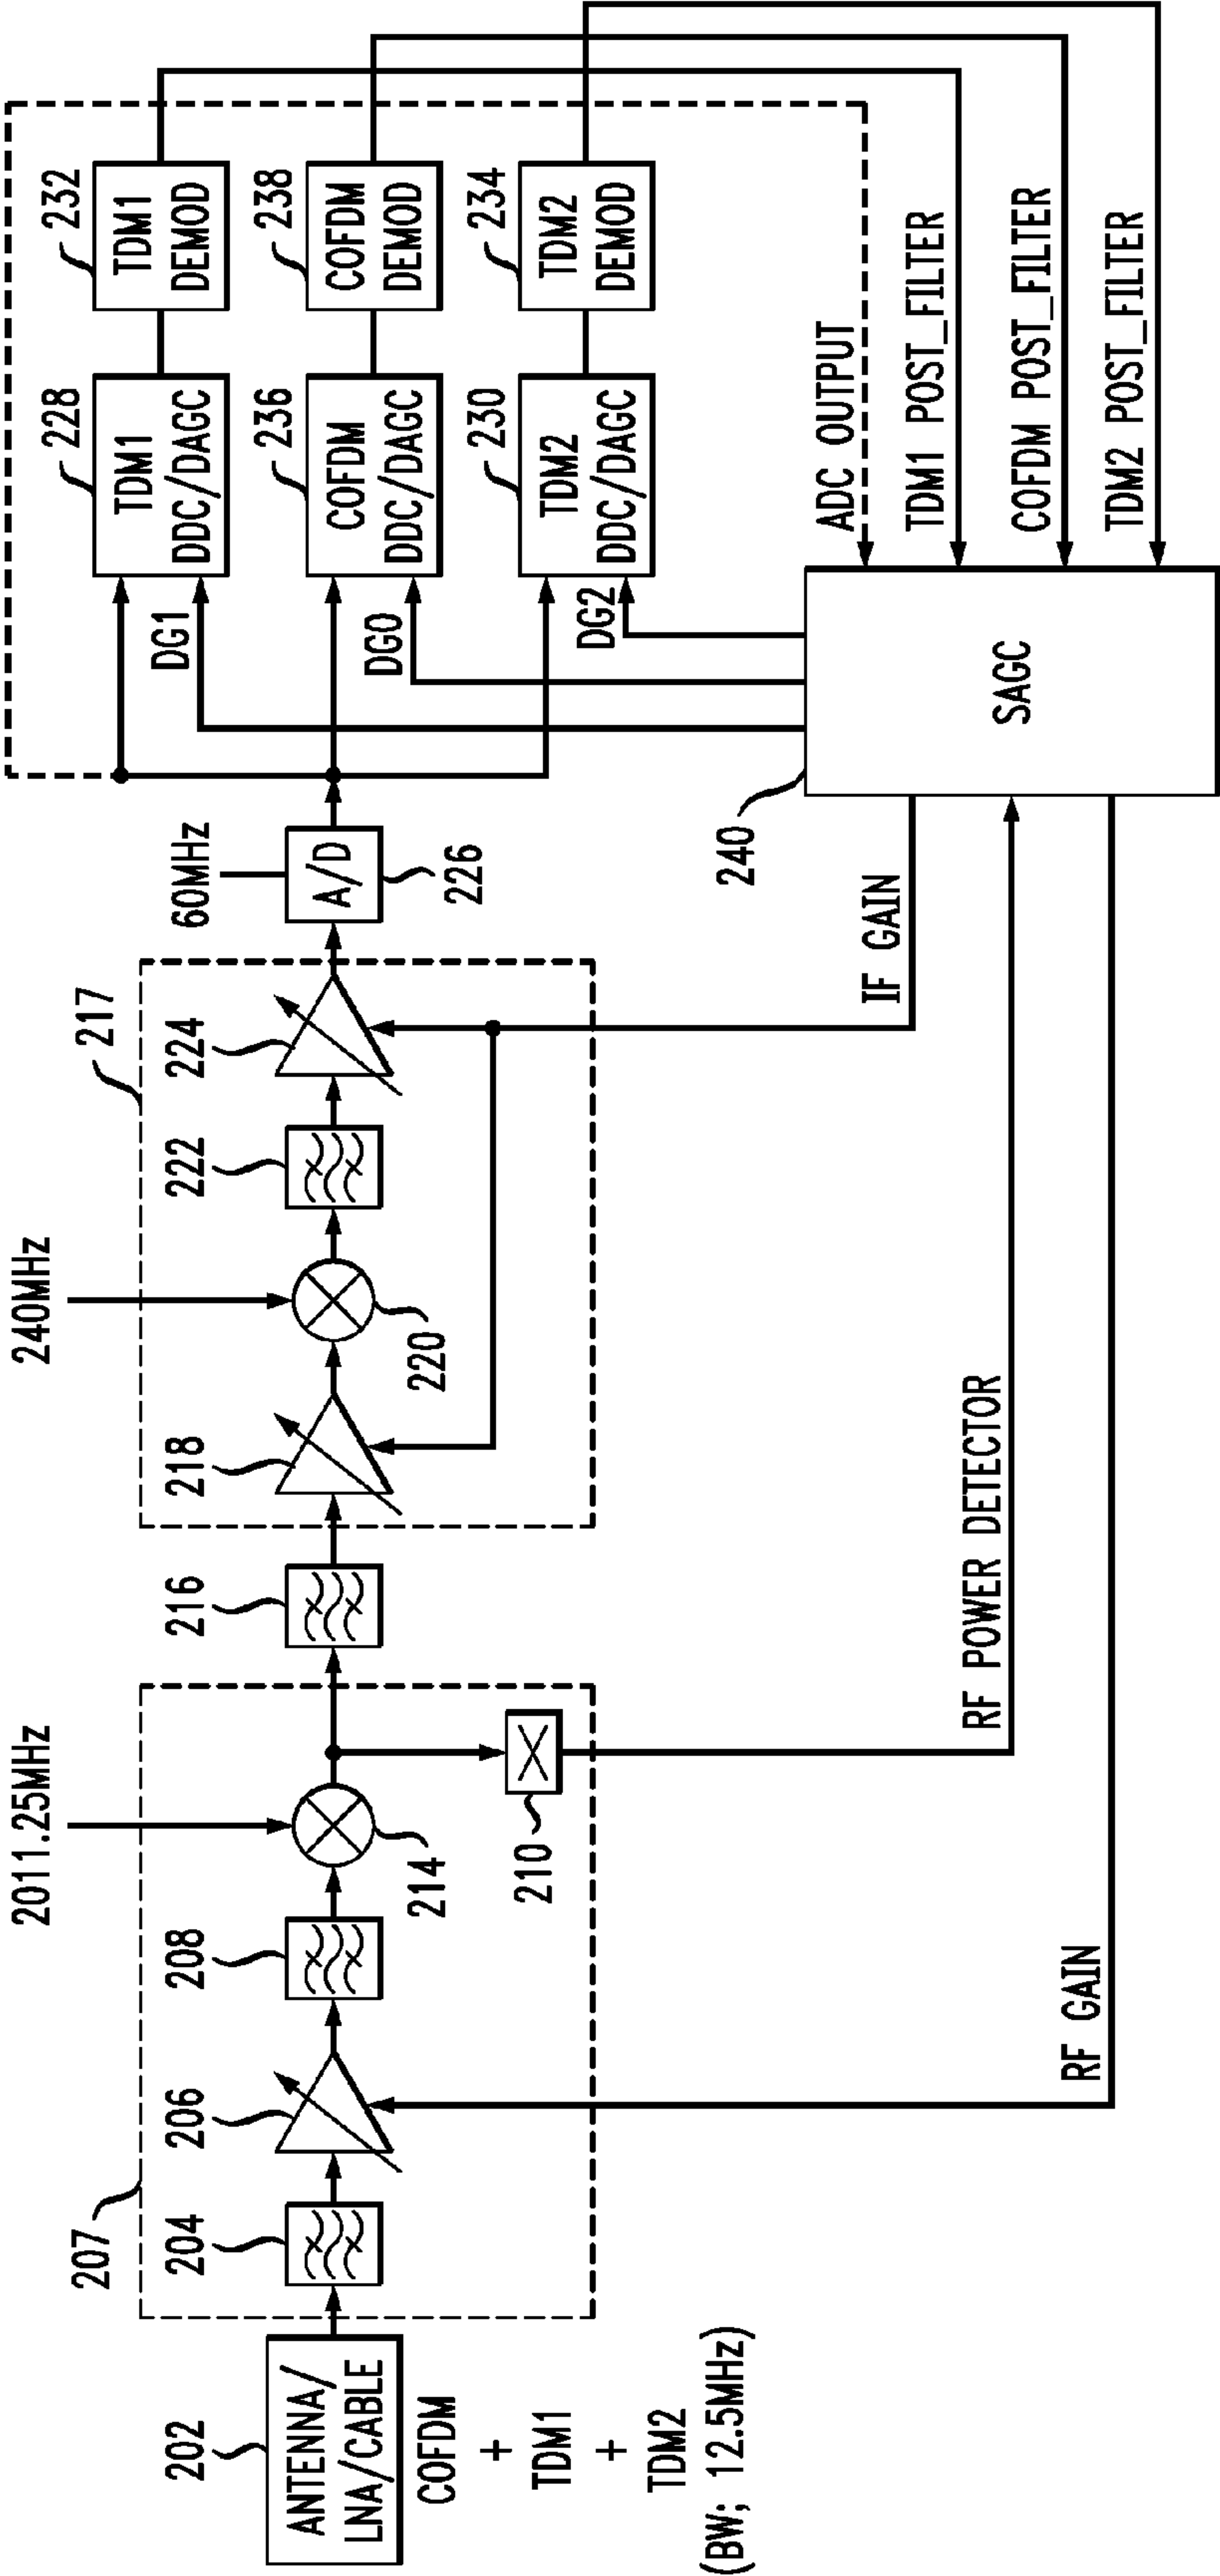 207
2011.25MHz
240MHz
217
60MHz
202
204
206
208
216
218
222
224
228
232
ANTENNA/
LNA/CABLE
COFDM
+
TDM1
+
TDM2
(BW; 12.5MHz)
214
210
220
A/D
226
TDM1
DDC/DAGC
TDM1
DEMOD
DG1
236
238
COFDM
DDC/DAGC
COFDM
DEMOD
DG0
230
234
TDM2
DDC/DAGC
TDM2
DEMOD
DG2
240
SAGC
ADC OUTPUT
TDM1 POST_FILTER
COFDM POST_FILTER
TDM2 POST_FILTER
IF GAIN
RF POWER DETECTOR
RF GAIN